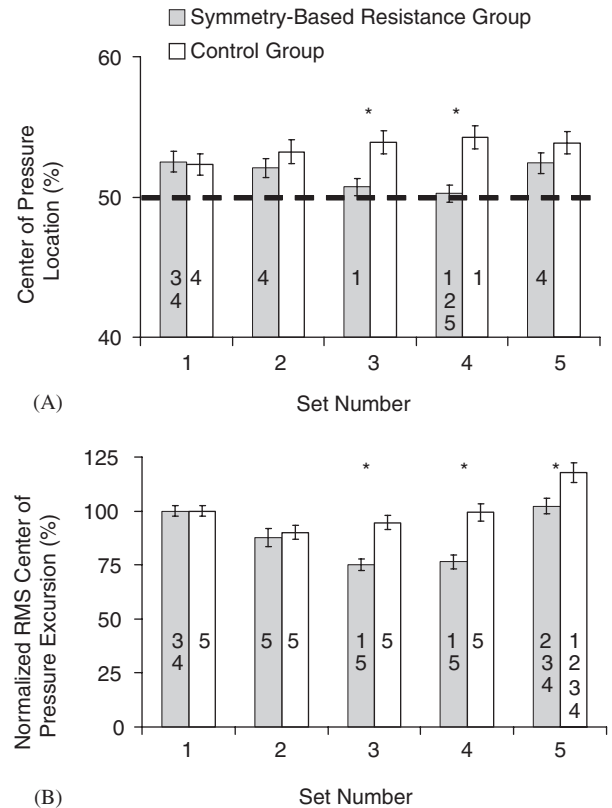 Symmetry-Based Resistance Group
Control Group
Center of Pressure
Location (%)
60
50
40
* *
3 4 4 1 1 1 4
4 2
5
1 2 3 4 5
(A) Set Number
Normalized RMS Center of
Pressure Excursion (%)
125
100
75
50
25
0
* * *
3 5 5 5 1 5 1 5 2 1
4 5 5 3 2
4 3
4
1 2 3 4 5
(B) Set Number